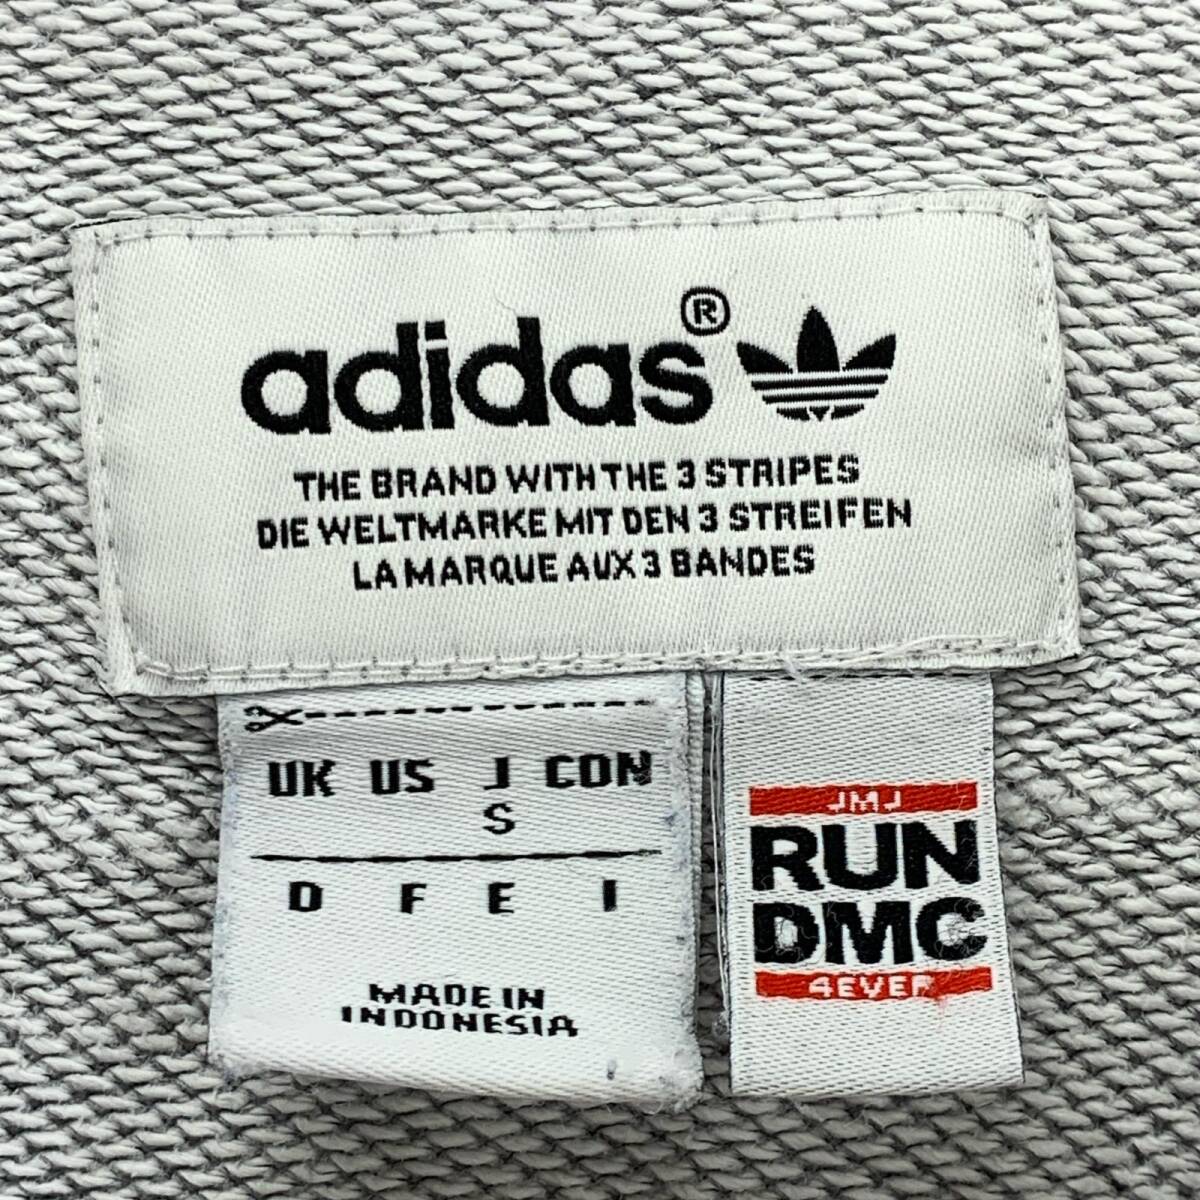 adidas®
THE BRAND WITH THE 3 STRIPES
DIE WELTMARKE MIT DEN 3 STREIFEN
LA MARQUE AUX 3 BANDES
UK US J CDN
S
D F E I
MADE IN
INDONESIA
JMJ
RUN
DMC
4EVER